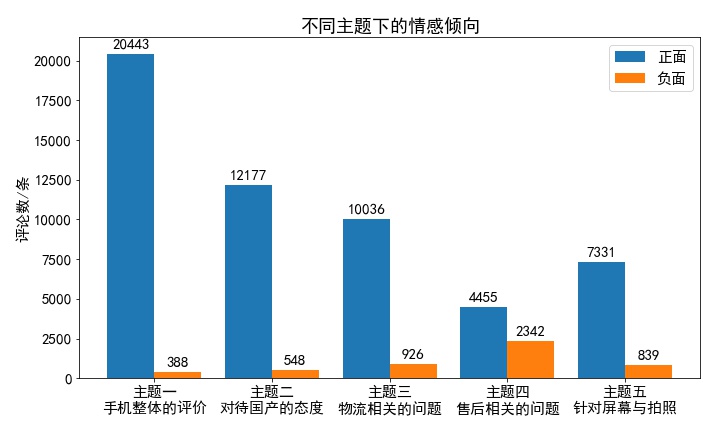 不同主题下的情感倾向
正面
负面
评论数/条
20000
17500
15000
12500
10000
7500
5000
2500
0
20443
388
12177
548
10036
926
4455
2342
7331
839
主题一
手机整体的评价
主题二
对待国产的态度
主题三
物流相关的问题
主题四
售后相关的问题
主题五
针对屏幕与拍照